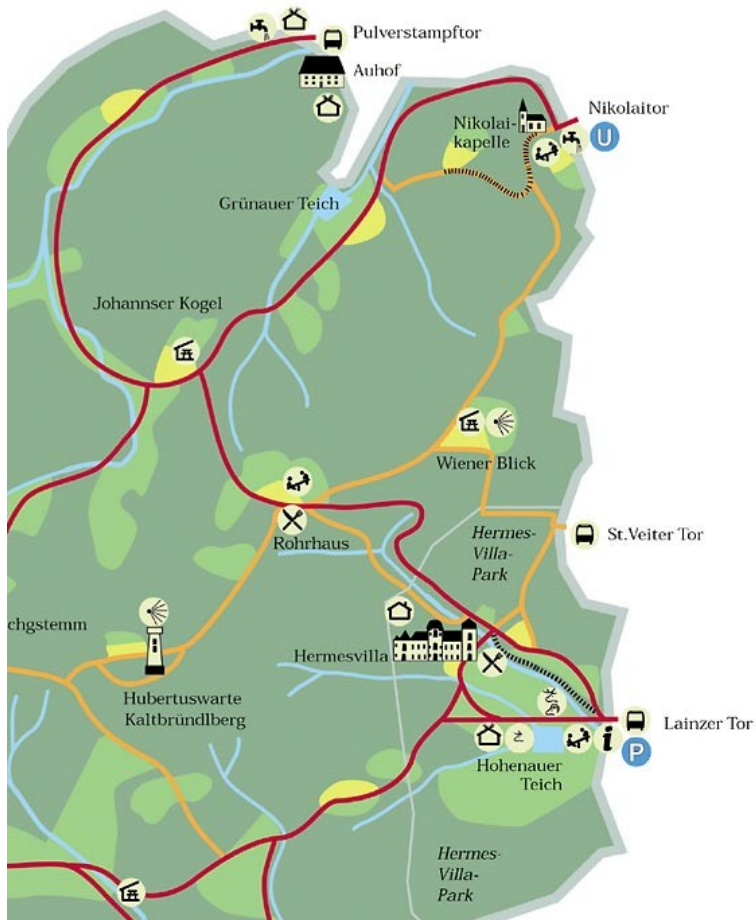 Pulverstampftor
Auhof
Nikolai-
kapelle
Nikolaitor
U
Grünauer Teich
Johannser Kogel
Wiener Blick
Rohrhaus
Hermes-
Villa-
Park
St.Veiter Tor
chgstemm
Hermesvilla
Hubertuswarte
Kaltbründlberg
Lainzer Tor
i
P
Hohenauer
Teich
Hermes-
Villa-
Park